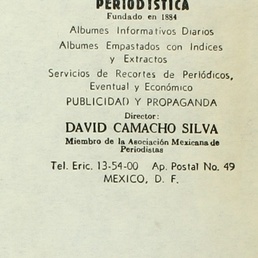 PERIODISTICA
Fundado en 1884
Albumes Informativos Diarios
Albumes Empastados con Indices
y Extractos
Servicios de Recortes de Periódicos,
Eventual y Económico
PUBLICIDAD Y PROPAGANDA
Director:
DAVID CAMACHO SILVA
Miembro de la Asociación Mexicana de
Periodistas
Tel. Eric. 13-54-00 Ap. Postal No. 49
MEXICO, D. F.